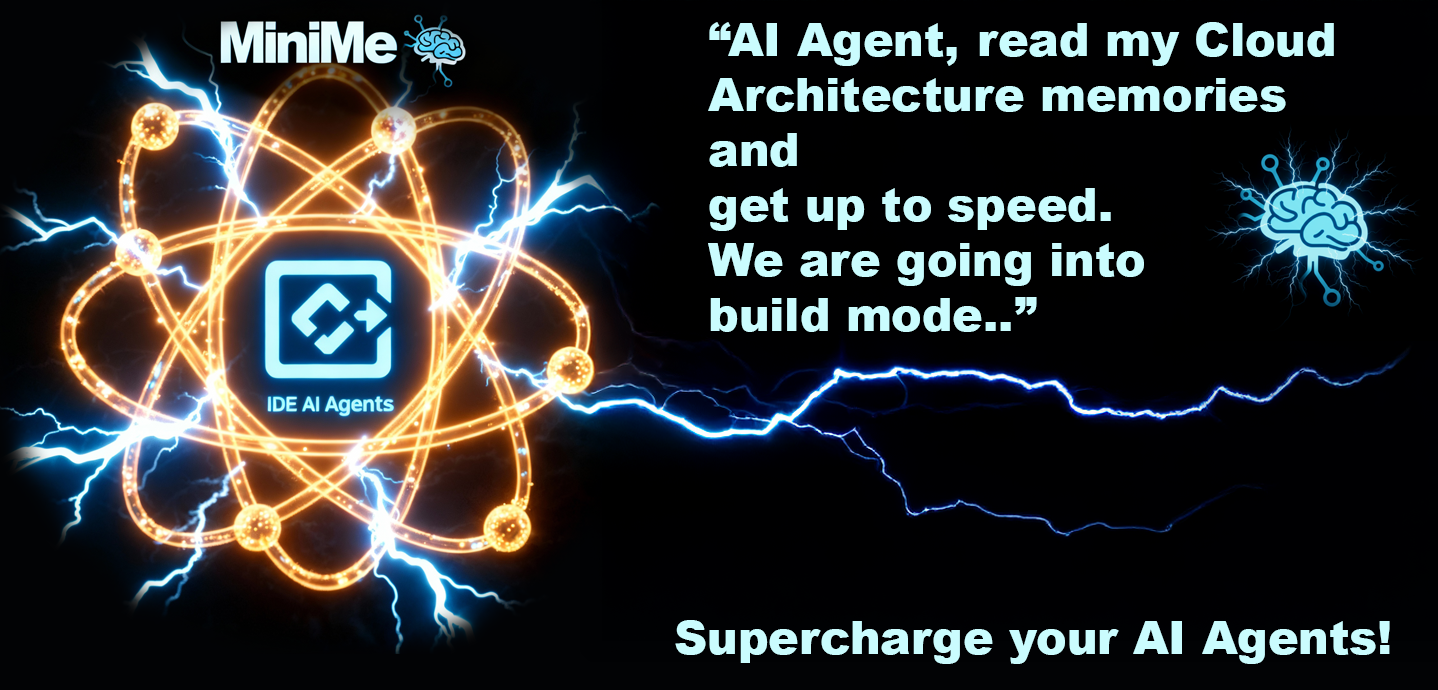 MiniMe
IDE AI Agents
“AI Agent, read my Cloud
Architecture memories
and
get up to speed.
We are going into
build mode..”
Supercharge your AI Agents!